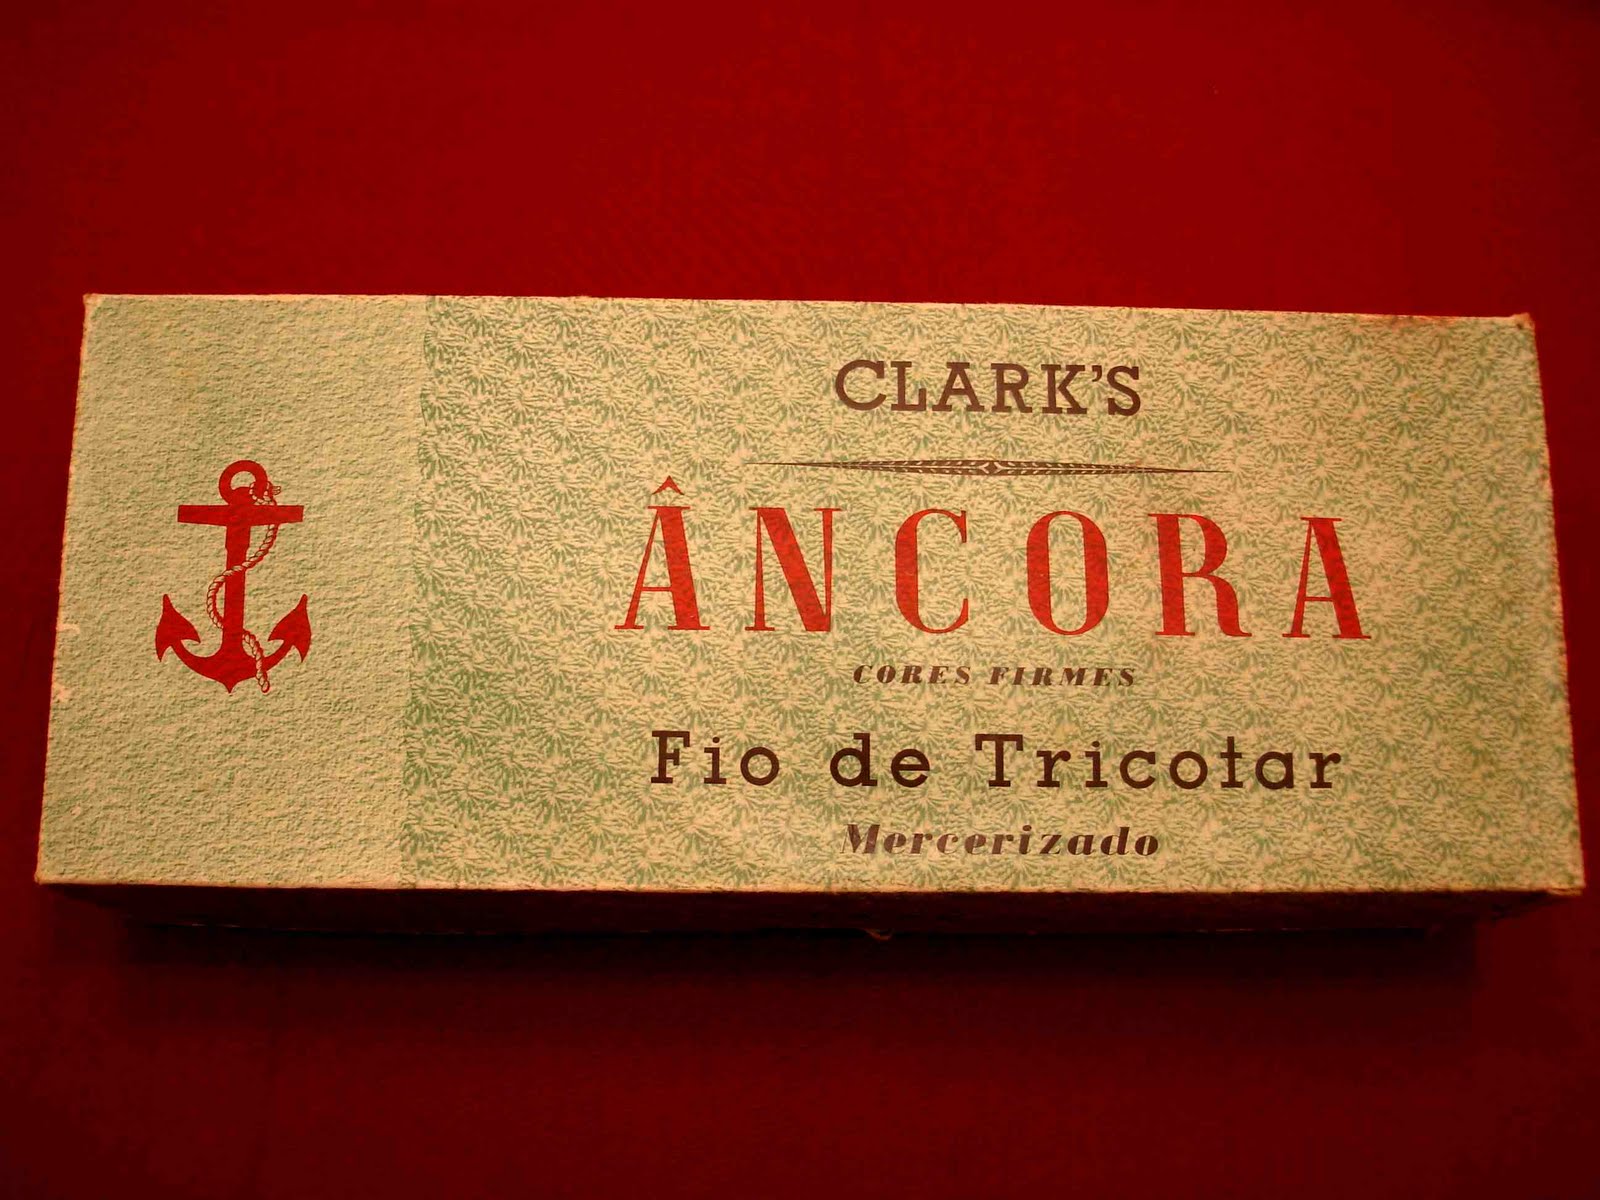 CLARK'S
ÂNCORA
CORES FIRMES
Fio de Tricotar
Mercerizado